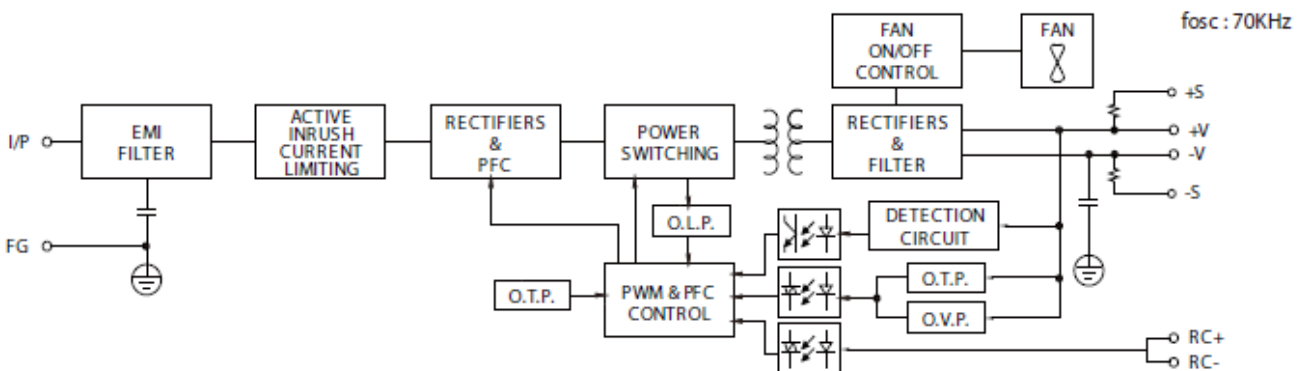 fosc : 70KHz
FAN
ON/OFF
CONTROL
FAN
I/P
EMI
FILTER
ACTIVE
INRUSH
CURRENT
LIMITING
RECTIFIERS
&
PFC
POWER
SWITCHING
RECTIFIERS
&
FILTER
+S
+V
-V
-S
FG
O.L.P.
DETECTION
CIRCUIT
O.T.P.
PWM & PFC
CONTROL
O.T.P.
O.V.P.
RC+
RC-